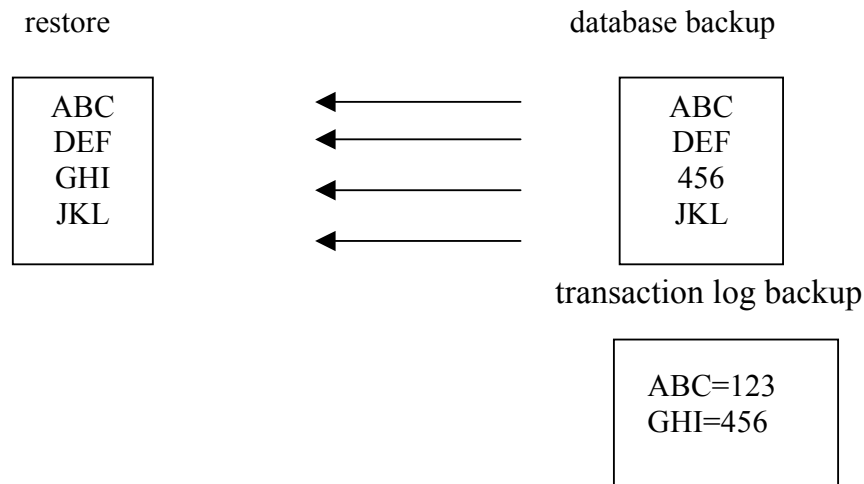 restore
database backup
ABC
DEF
GHI
JKL
ABC
DEF
456
JKL
transaction log backup
ABC=123
GHI=456